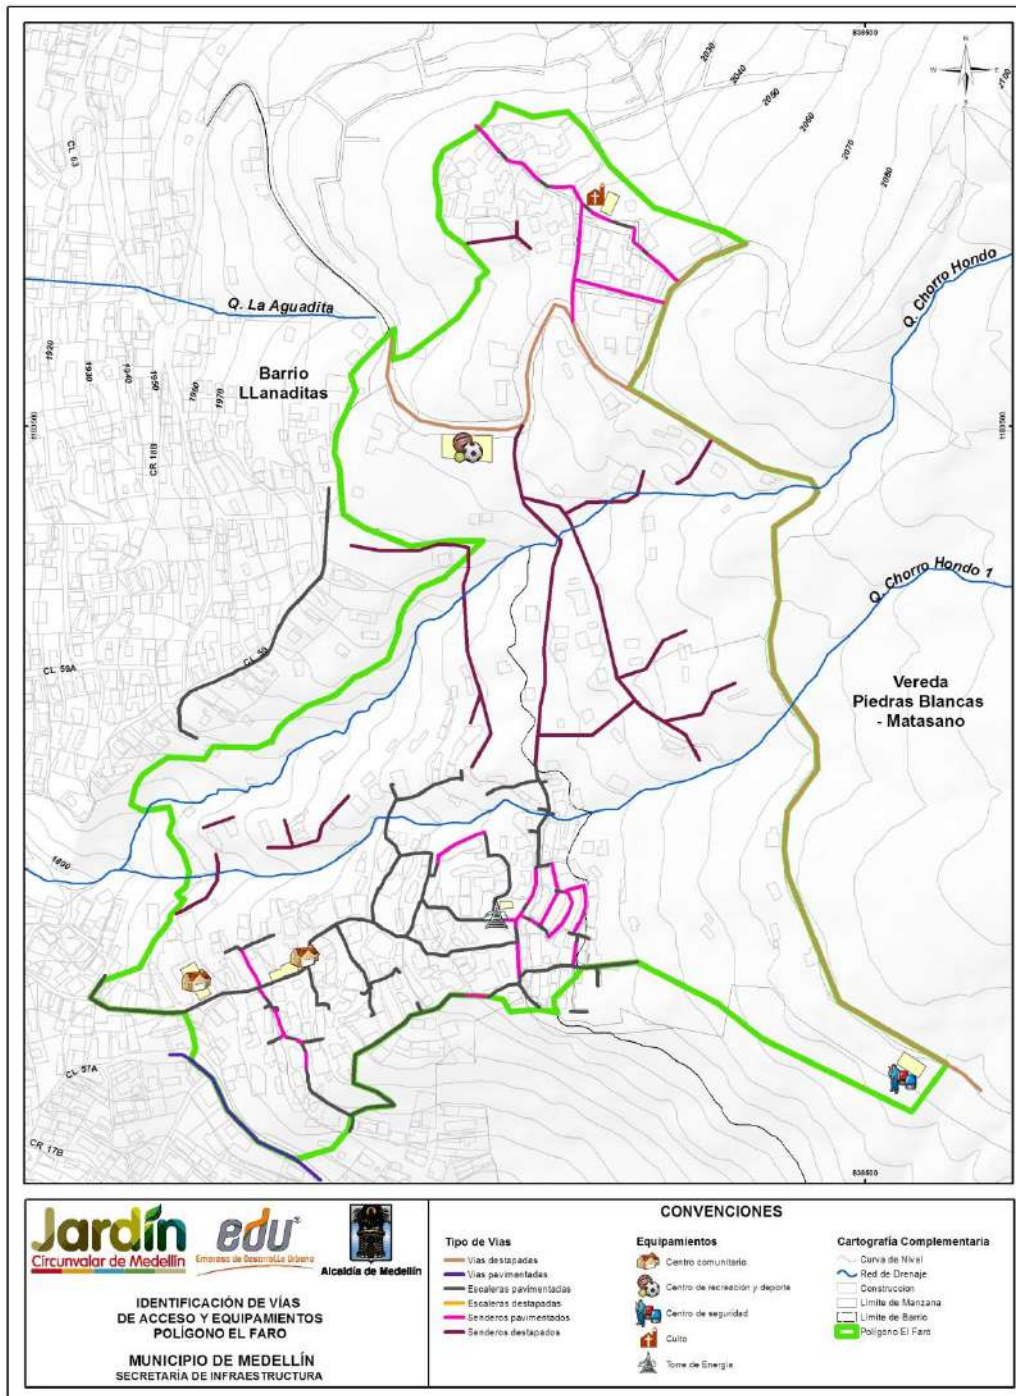 838500
N
W
E
S
2030
2040
2050
2060
2070
2080
2100
CL 63
Q. Chorro Hondo
Q. La Aguadita
1920
1930
1940
1950
1960
1970
Barrio
LLanaditas
1183500
1183500
CR 18B
Q. Chorro Hondo 1
CL 59
CL 59A
Vereda
Piedras Blancas
- Matasano
1890
CL 57A
CR 17B
838500
Jardín
Circunvalar de Medellín
edu
Empresa de Desarrollo Urbano
Alcaldía de Medellín
IDENTIFICACIÓN DE VÍAS
DE ACCESO Y EQUIPAMIENTOS
POLÍGONO EL FARO
MUNICIPIO DE MEDELLÍN
SECRETARÍA DE INFRAESTRUCTURA
CONVENCIONES
Tipo de Vías
Vías destapadas
Vías pavimentadas
Escaleras pavimentadas
Escaleras destapadas
Senderos pavimentados
Senderos destapados
Equipamientos
Centro comunitario
Centro de recreación y deporte
Centro de seguridad
Culto
Torre de Energía
Cartografía Complementaria
Curva de Nivel
Red de Drenaje
Construccion
Límite de Manzana
Límite de Barrio
Polígono El Faro